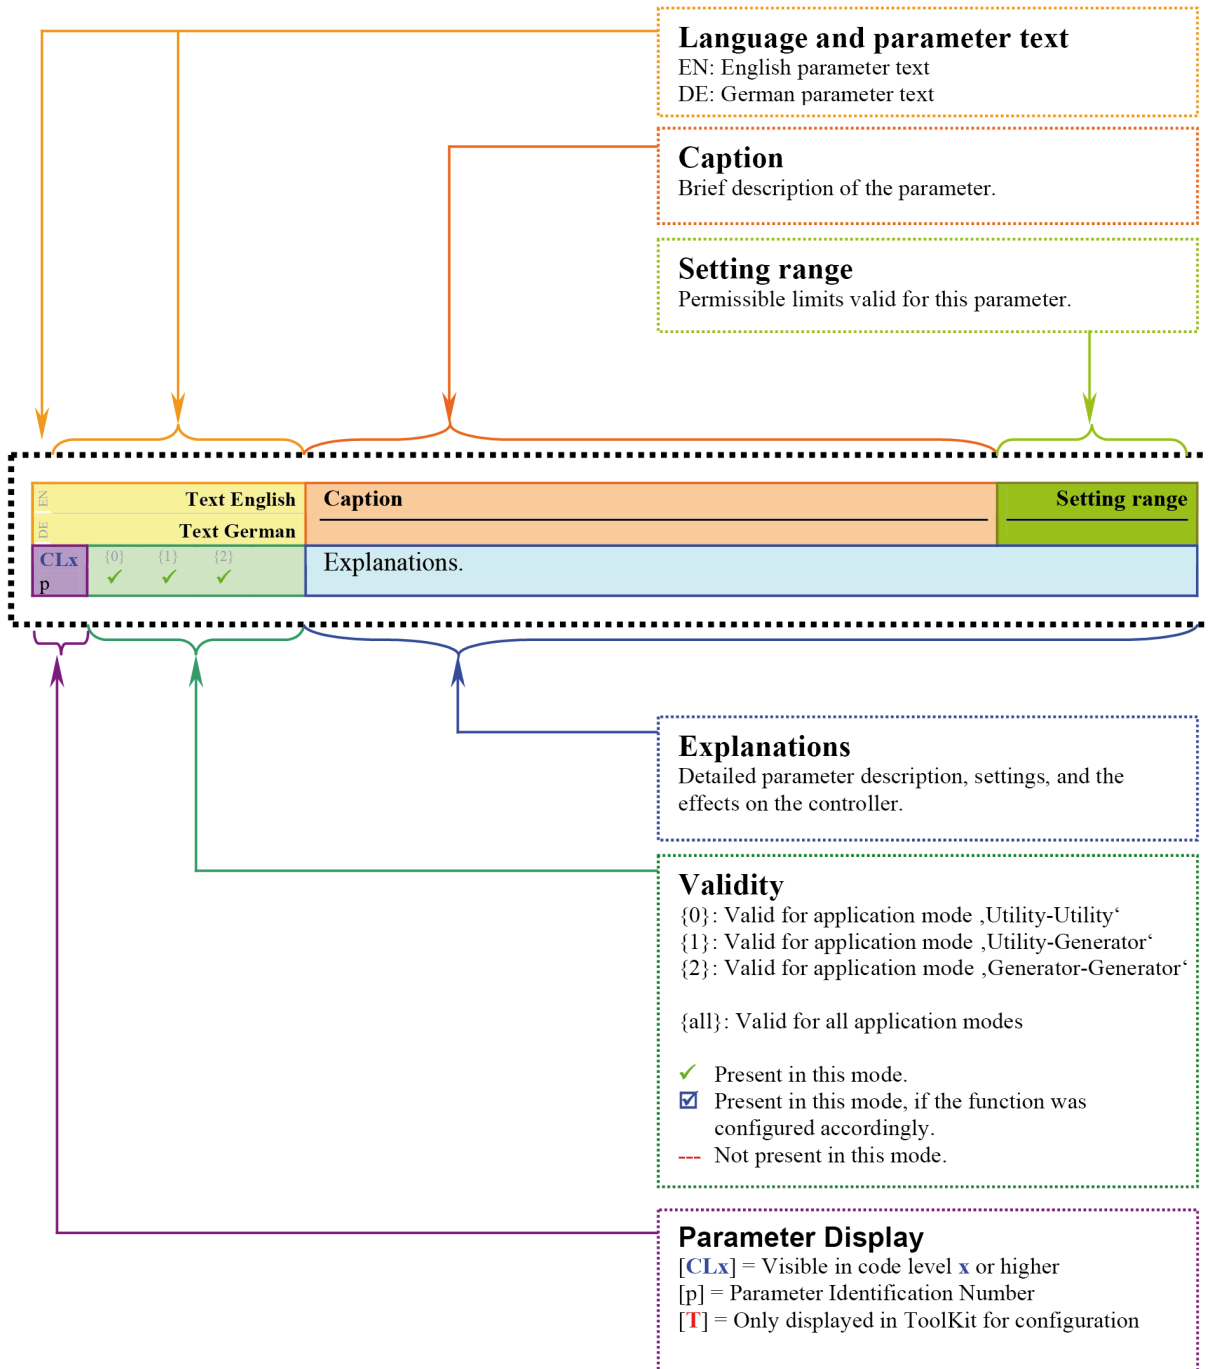 Language and parameter text
EN: English parameter text
DE: German parameter text
Caption
Brief description of the parameter.
Setting range
Permissible limits valid for this parameter.
EN
Text English
Caption
Setting range
DE
Text German
CLx
{0} {1} {2}
p
✓ ✓ ✓
Explanations.
Explanations
Detailed parameter description, settings, and the
effects on the controller.
Validity
{0}: Valid for application mode ‚Utility-Utility‘
{1}: Valid for application mode ‚Utility-Generator‘
{2}: Valid for application mode ‚Generator-Generator‘
{all}: Valid for all application modes
✓ Present in this mode.
☑ Present in this mode, if the function was
configured accordingly.
--- Not present in this mode.
Parameter Display
[CLx] = Visible in code level x or higher
[p] = Parameter Identification Number
[T] = Only displayed in ToolKit for configuration